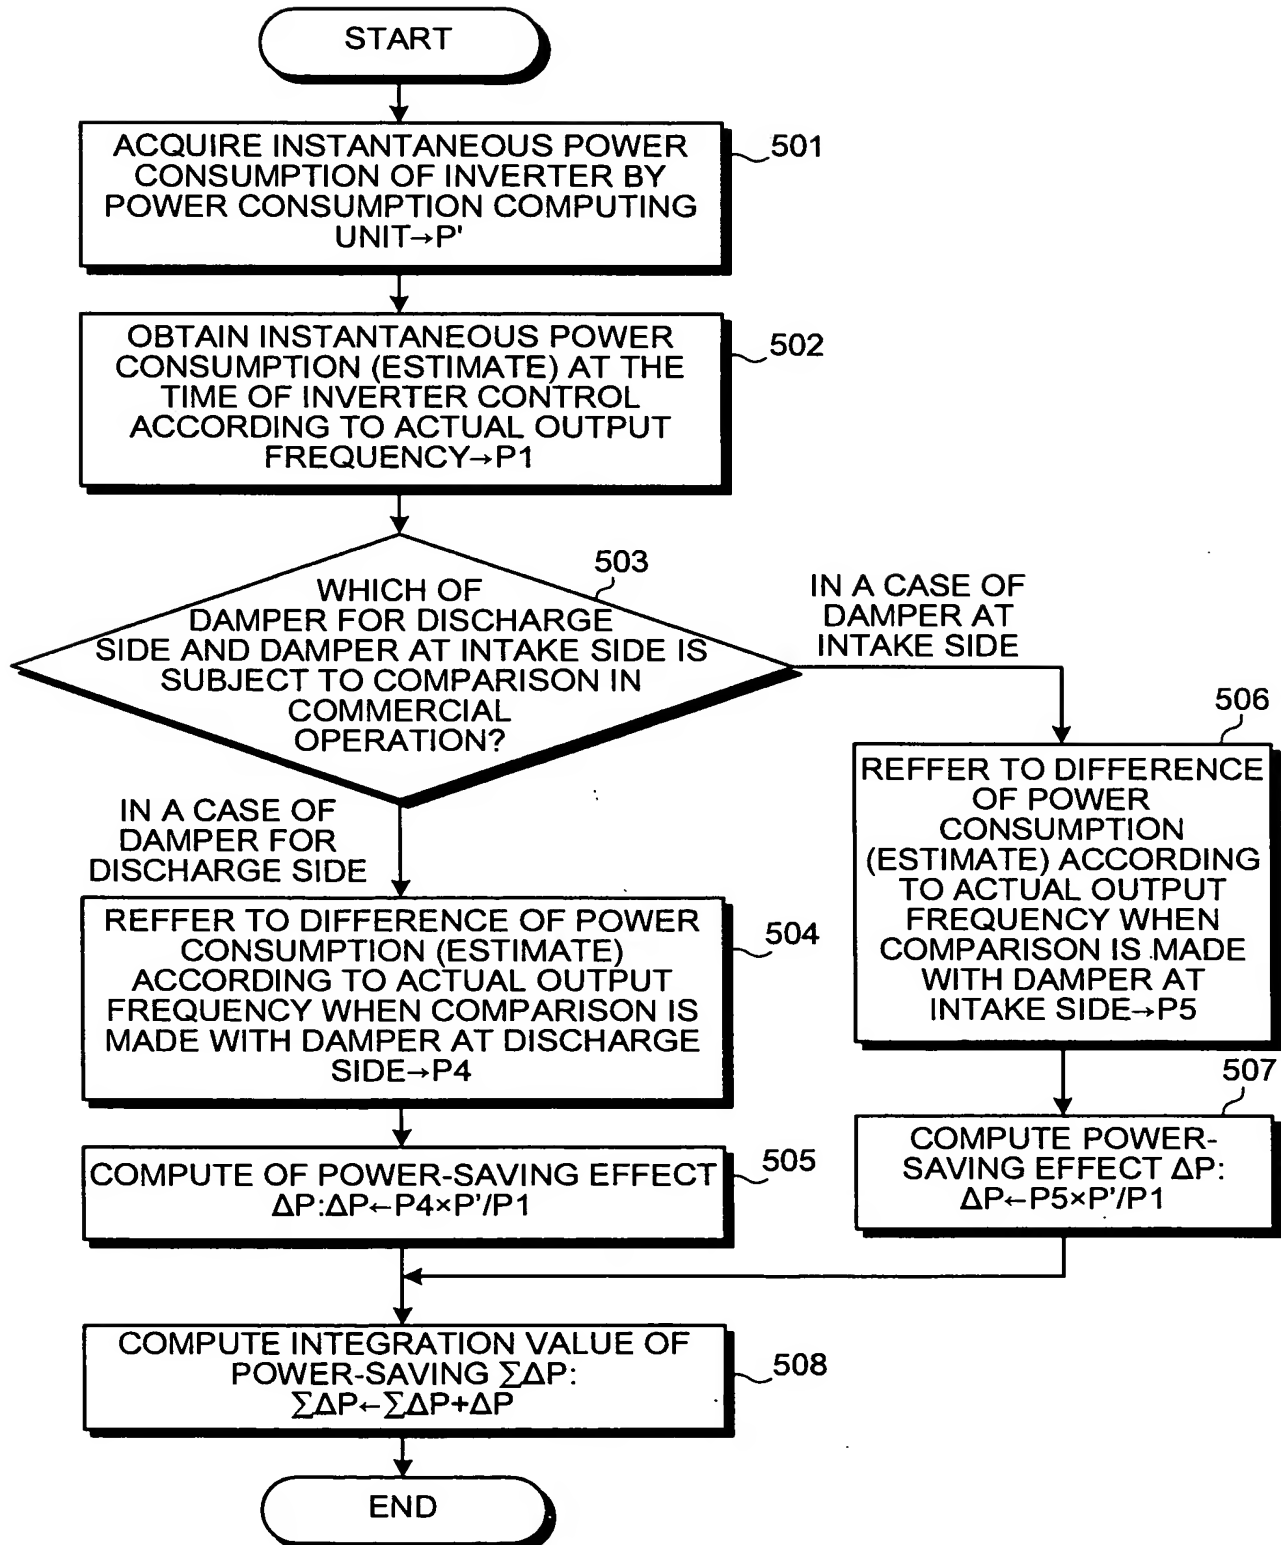 START
ACQUIRE INSTANTANEOUS POWER
CONSUMPTION OF INVERTER BY
POWER CONSUMPTION COMPUTING
UNIT→P'
501
OBTAIN INSTANTANEOUS POWER
CONSUMPTION (ESTIMATE) AT THE
TIME OF INVERTER CONTROL
ACCORDING TO ACTUAL OUTPUT
FREQUENCY→P1
502
503
WHICH OF
DAMPER FOR DISCHARGE
SIDE AND DAMPER AT INTAKE SIDE IS
SUBJECT TO COMPARISON IN
COMMERCIAL
OPERATION?
IN A CASE OF
DAMPER AT
INTAKE SIDE
IN A CASE OF
DAMPER FOR
DISCHARGE SIDE
REFFER TO DIFFERENCE OF POWER
CONSUMPTION (ESTIMATE)
ACCORDING TO ACTUAL OUTPUT
FREQUENCY WHEN COMPARISON IS
MADE WITH DAMPER AT DISCHARGE
SIDE→P4
504
COMPUTE OF POWER-SAVING EFFECT
ΔP:ΔP←P4×P'/P1
505
506
REFFER TO DIFFERENCE
OF POWER
CONSUMPTION
(ESTIMATE) ACCORDING
TO ACTUAL OUTPUT
FREQUENCY WHEN
COMPARISON IS MADE
WITH DAMPER AT
INTAKE SIDE→P5
507
COMPUTE POWER-
SAVING EFFECT ΔP:
ΔP←P5×P'/P1
COMPUTE INTEGRATION VALUE OF
POWER-SAVING ∑ΔP:
∑ΔP←∑ΔP+ΔP
508
END